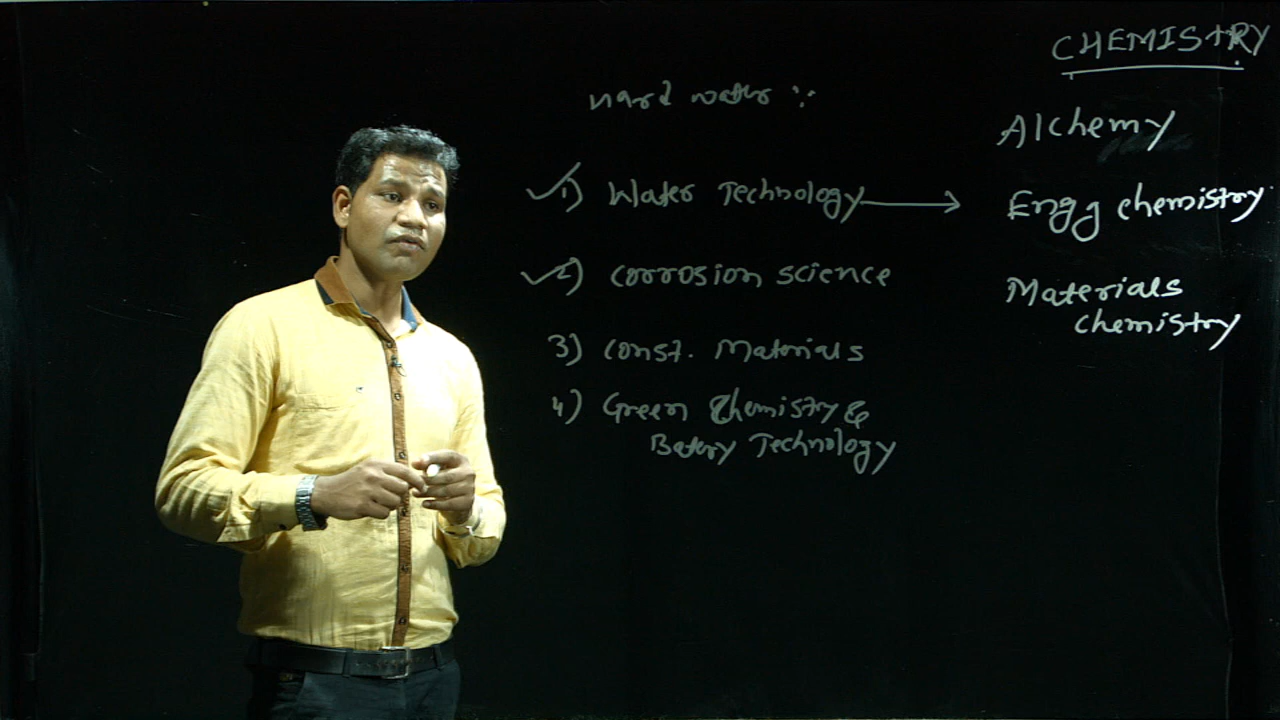 CHEMISTRY
Hard water :-
Alchemy
1) Water Technology → Engg chemistry
2) Corrosion science
Materials
chemistry
3) Const. Materials
4) Green Chemistry &
Batery Technology